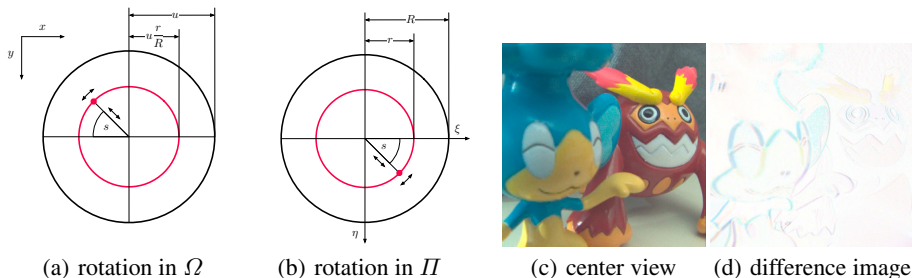 x
y
u
u r/R
s
(a) rotation in Ω
R
r
ξ
s
η
(b) rotation in Π
(c) center view
(d) difference image